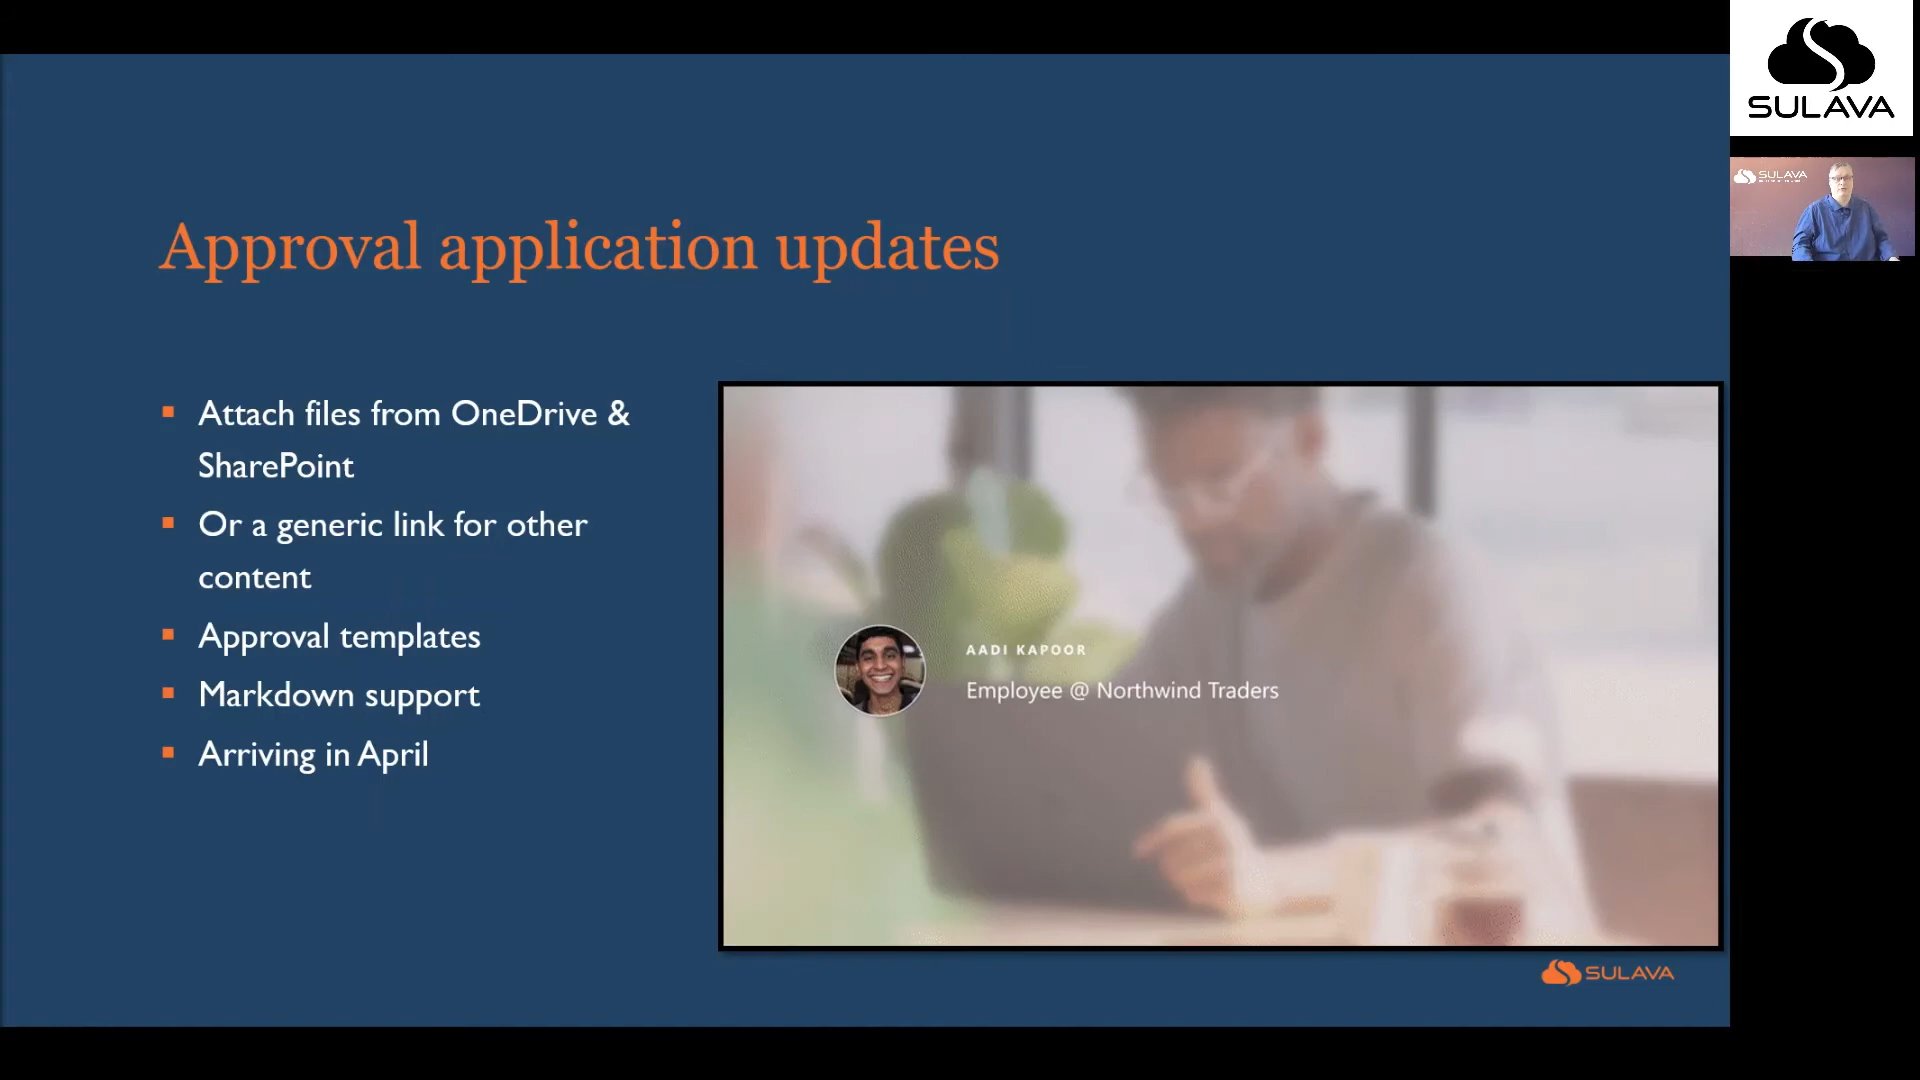 SULAVA
SULAVA
Approval application updates
Attach files from OneDrive &
SharePoint
Or a generic link for other
content
Approval templates
Markdown support
Arriving in April
AADI KAPOOR
Employee @ Northwind Traders
SULAVA